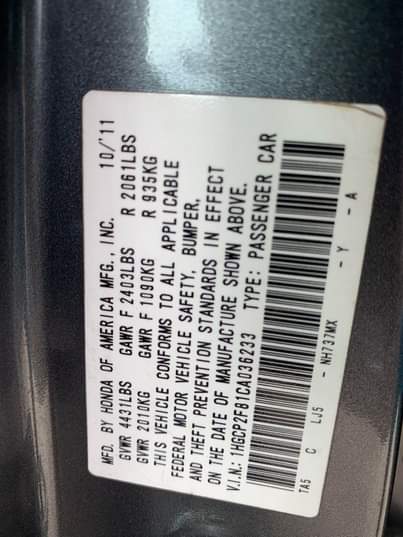 MFD. BY HONDA OF AMERICA MFG., INC. 10/'11
GVWR 4431LBS GAWR F 2403LBS R 2061LBS
GVWR 2010KG GAWR F 1090KG R 935KG
THIS VEHICLE CONFORMS TO ALL APPLICABLE
FEDERAL MOTOR VEHICLE SAFETY, BUMPER,
AND THEFT PREVENTION STANDARDS IN EFFECT
ON THE DATE OF MANUFACTURE SHOWN ABOVE.
V.I.N.: 1HGCP2F81CA036233 TYPE: PASSENGER CAR
TA5 C LJ5 - NH737MX - Y - A